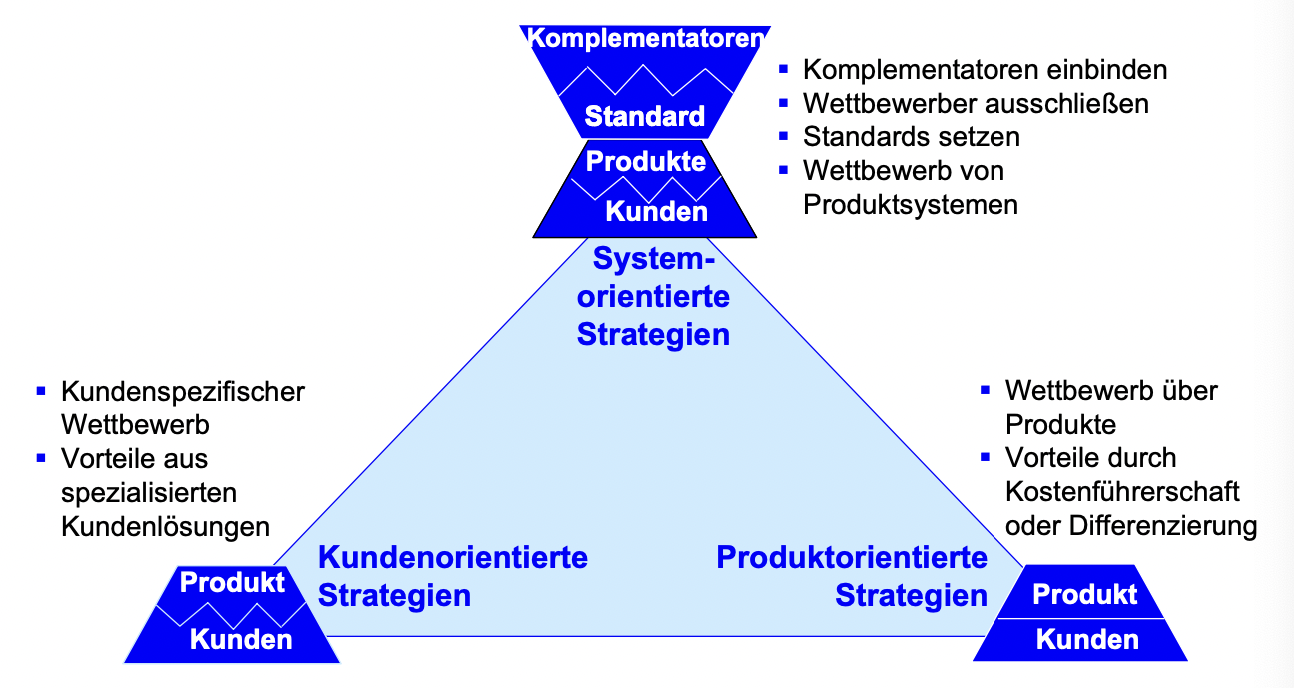 Komplementatoren
Standard
Produkte
Kunden
▪ Komplementatoren einbinden
▪ Wettbewerber ausschließen
▪ Standards setzen
▪ Wettbewerb von
Produktsystemen
System-
orientierte
Strategien
▪ Kundenspezifischer
Wettbewerb
▪ Vorteile aus
spezialisierten
Kundenlösungen
▪ Wettbewerb über
Produkte
▪ Vorteile durch
Kostenführerschaft
oder Differenzierung
Kundenorientierte
Strategien
Produktorientierte
Strategien
Produkt
Kunden
Produkt
Kunden